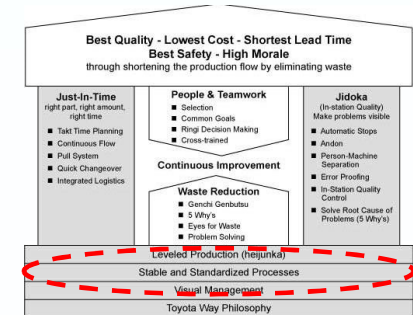 Best Quality - Lowest Cost - Shortest Lead Time
Best Safety - High Morale
through shortening the production flow by eliminating waste
Just-In-Time
right part, right amount,
right time
■ Takt Time Planning
■ Continuous Flow
■ Pull System
■ Quick Changeover
■ Integrated Logistics
People & Teamwork
■ Selection
■ Common Goals
■ Ringi Decision Making
■ Cross-trained
Continuous Improvement
Waste Reduction
■ Genchi Genbutsu
■ 5 Why's
■ Eyes for Waste
■ Problem Solving
Jidoka
(In-station Quality)
Make problems visible
■ Automatic Stops
■ Andon
■ Person-Machine
Separation
■ Error Proofing
■ In-Station Quality
Control
■ Solve Root Cause of
Problems (5 Why's)
Leveled Production (heijunka)
Stable and Standardized Processes
Visual Management
Toyota Way Philosophy